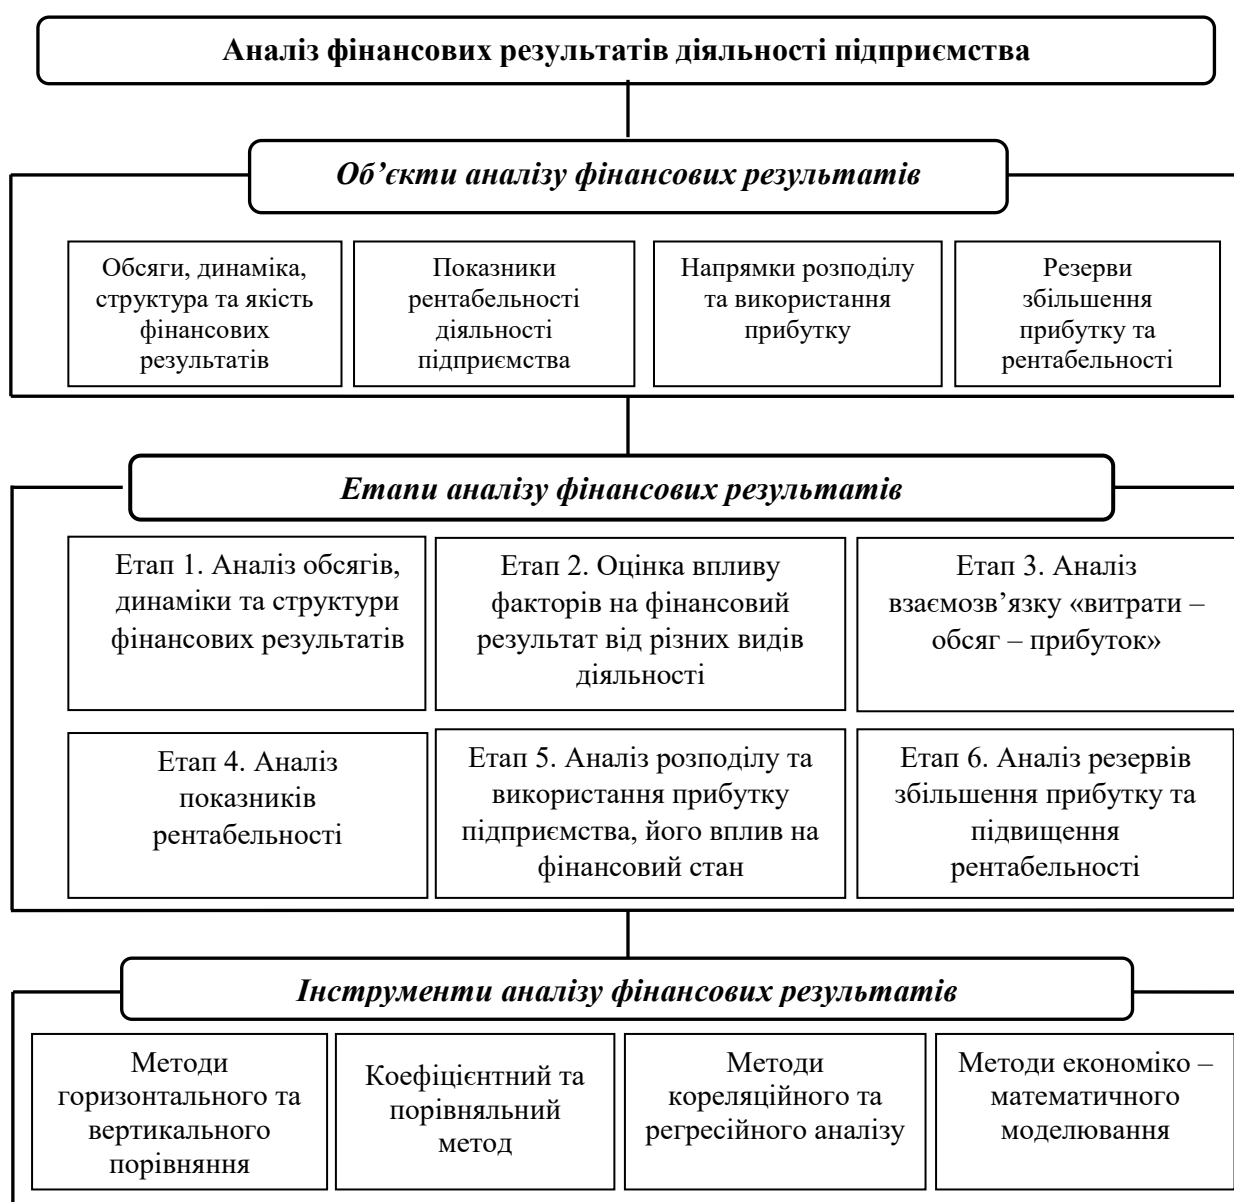 Аналіз фінансових результатів діяльності підприємства
Об’єкти аналізу фінансових результатів
Обсяги, динаміка,
структура та якість
фінансових
результатів
Показники
рентабельності
діяльності
підприємства
Напрямки розподілу
та використання
прибутку
Резерви
збільшення
прибутку та
рентабельності
Етапи аналізу фінансових результатів
Етап 1. Аналіз обсягів,
динаміки та структури
фінансових результатів
Етап 2. Оцінка впливу
факторів на фінансовий
результат від різних видів
діяльності
Етап 3. Аналіз
взаємозв’язку «витрати –
обсяг – прибуток»
Етап 4. Аналіз
показників
рентабельності
Етап 5. Аналіз розподілу та
використання прибутку
підприємства, його вплив на
фінансовий стан
Етап 6. Аналіз резервів
збільшення прибутку та
підвищення
рентабельності
Інструменти аналізу фінансових результатів
Методи
горизонтального та
вертикального
порівняння
Коефіцієнтний та
порівняльний
метод
Методи
кореляційного та
регресійного аналізу
Методи економіко –
математичного
моделювання